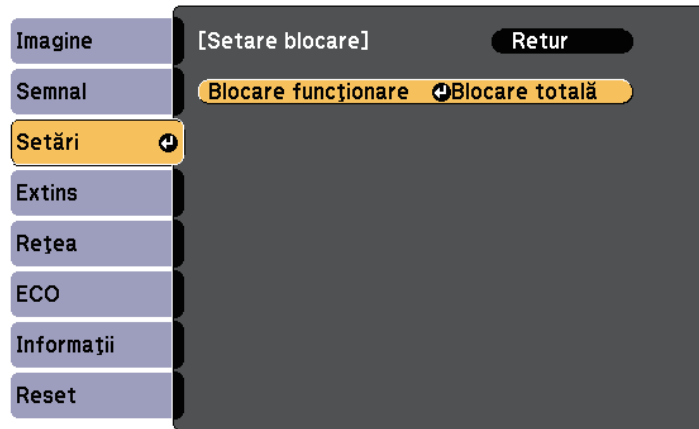 Imagine
Semnal
Setări
Extins
Reţea
ECO
Informaţii
Reset
[Setare blocare] Retur
Blocare funcţionare Blocare totală